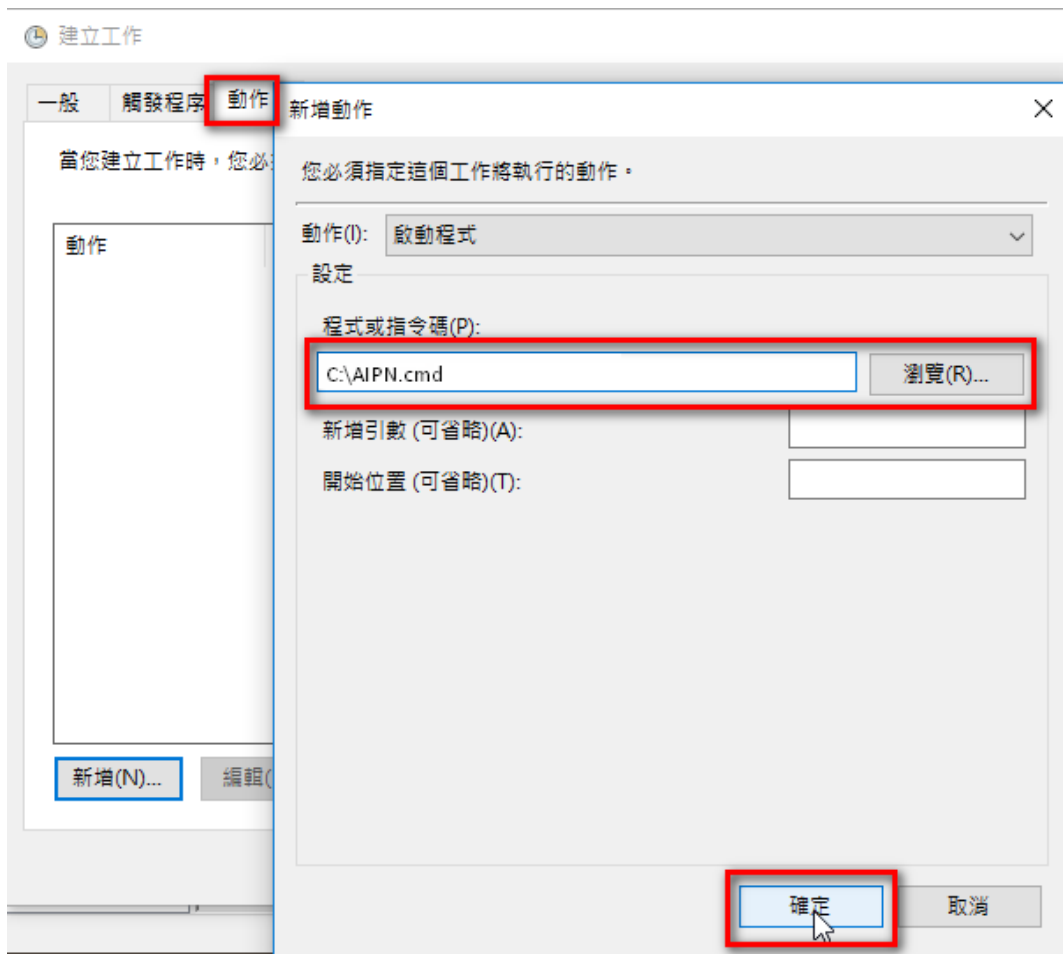 建立工作
一般
觸發程序
動作
新增動作
當您建立工作時，您必
您必須指定這個工作將執行的動作。
動作
動作(I):
啟動程式
設定
程式或指令碼(P):
C:\AIPN.cmd
瀏覽(R)...
新增引數 (可省略)(A):
開始位置 (可省略)(T):
新增(N)...
編輯(
確定
取消